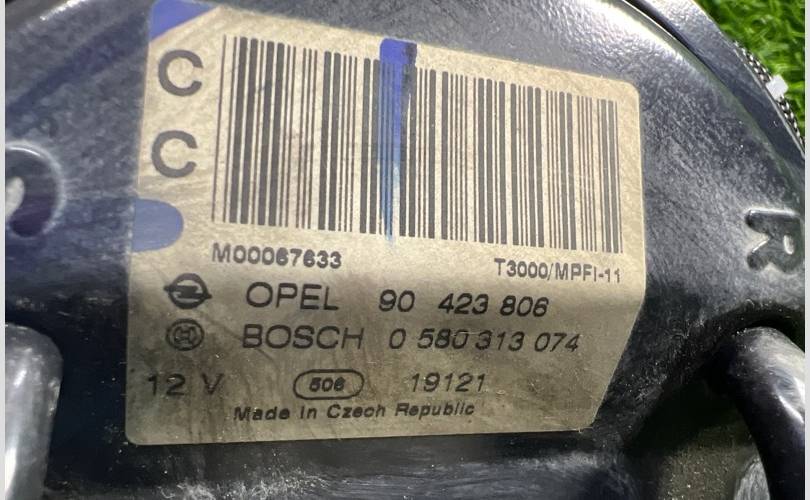 C
C
M00067633 T3000/MPFI-11
OPEL 90 423 806
BOSCH 0 580 313 074
12 V 506 19121
Made in Czech Republic
R